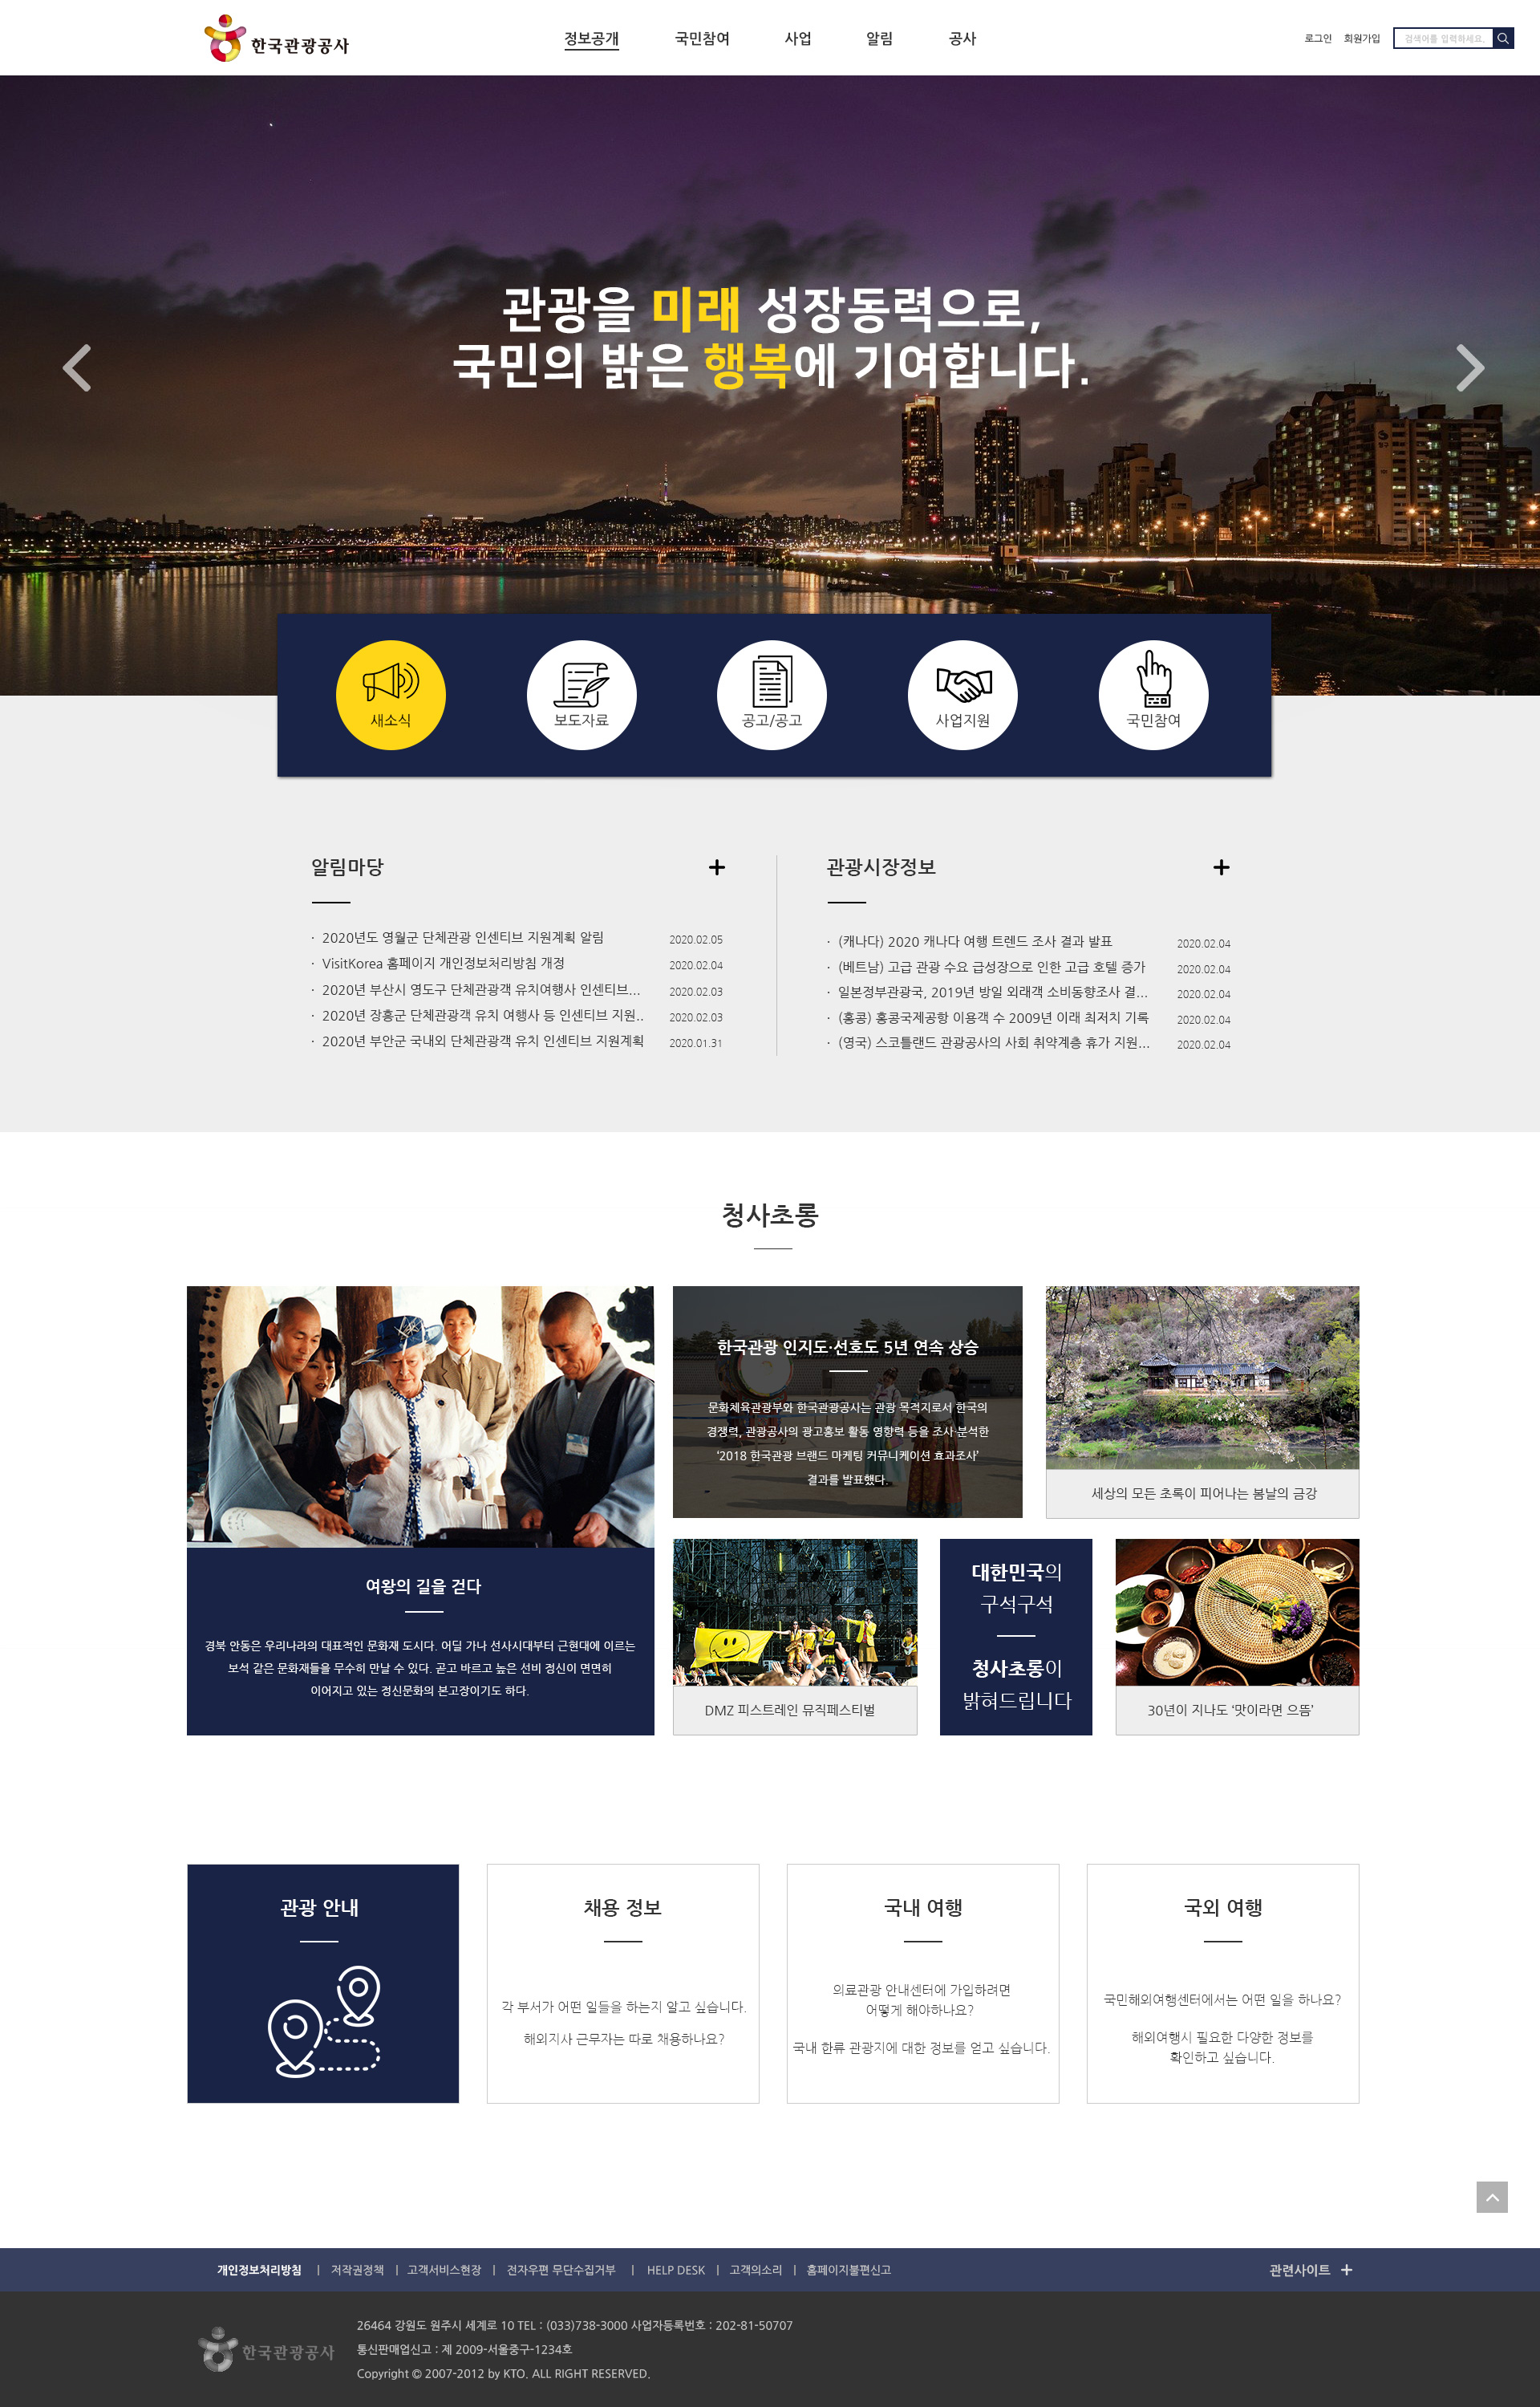 한국관광공사
정보공개
국민참여
사업
알림
공사
로그인
회원가입
검색어를 입력하세요.
관광을 미래 성장동력으로,
국민의 밝은 행복에 기여합니다.
새소식
보도자료
공고/공고
사업지원
국민참여
알림마당
· 2020년도 영월군 단체관광 인센티브 지원계획 알림 2020.02.05
· VisitKorea 홈페이지 개인정보처리방침 개정 2020.02.04
· 2020년 부산시 영도구 단체관광객 유치여행사 인센티브... 2020.02.03
· 2020년 장흥군 단체관광객 유치 여행사 등 인센티브 지원.. 2020.02.03
· 2020년 부안군 국내외 단체관광객 유치 인센티브 지원계획 2020.01.31
관광시장정보
· (캐나다) 2020 캐나다 여행 트렌드 조사 결과 발표 2020.02.04
· (베트남) 고급 관광 수요 급성장으로 인한 고급 호텔 증가 2020.02.04
· 일본정부관광국, 2019년 방일 외래객 소비동향조사 결... 2020.02.04
· (홍콩) 홍콩국제공항 이용객 수 2009년 이래 최저치 기록 2020.02.04
· (영국) 스코틀랜드 관광공사의 사회 취약계층 휴가 지원... 2020.02.04
청사초롱
여왕의 길을 걷다
경북 안동은 우리나라의 대표적인 문화재 도시다. 어딜 가나 선사시대부터 근현대에 이르는
보석 같은 문화재들을 무수히 만날 수 있다. 곧고 바르고 높은 선비 정신이 면면히
이어지고 있는 정신문화의 본고장이기도 하다.
한국관광 인지도·선호도 5년 연속 상승
문화체육관광부와 한국관광공사는 관광 목적지로서 한국의
경쟁력, 관광공사의 광고홍보 활동 영향력 등을 조사·분석한
‘2018 한국관광 브랜드 마케팅 커뮤니케이션 효과조사’
결과를 발표했다.
세상의 모든 초록이 피어나는 봄날의 금강
DMZ 피스트레인 뮤직페스티벌
대한민국의
구석구석
청사초롱이
밝혀드립니다
30년이 지나도 ‘맛이라면 으뜸’
관광 안내
채용 정보
각 부서가 어떤 일들을 하는지 알고 싶습니다.
해외지사 근무자는 따로 채용하나요?
국내 여행
의료관광 안내센터에 가입하려면
어떻게 해야하나요?
국내 한류 관광지에 대한 정보를 얻고 싶습니다.
국외 여행
국민해외여행센터에서는 어떤 일을 하나요?
해외여행시 필요한 다양한 정보를
확인하고 싶습니다.
개인정보처리방침 | 저작권정책 | 고객서비스헌장 | 전자우편 무단수집거부 | HELP DESK | 고객의소리 | 홈페이지불편신고
관련사이트
한국관광공사
26464 강원도 원주시 세계로 10 TEL : (033)738-3000 사업자등록번호 : 202-81-50707
통신판매업신고 : 제 2009-서울중구-1234호
Copyright © 2007-2012 by KTO. ALL RIGHT RESERVED.